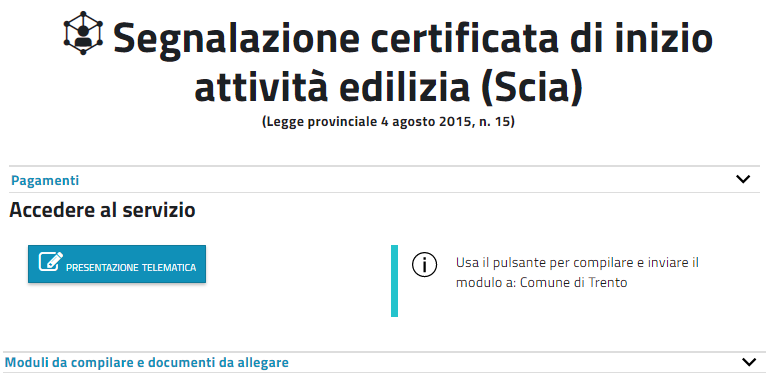 Segnalazione certificata di inizio
attività edilizia (Scia)
(Legge provinciale 4 agosto 2015, n. 15)
Pagamenti
Accedere al servizio
PRESENTAZIONE TELEMATICA
Usa il pulsante per compilare e inviare il
modulo a: Comune di Trento
Moduli da compilare e documenti da allegare